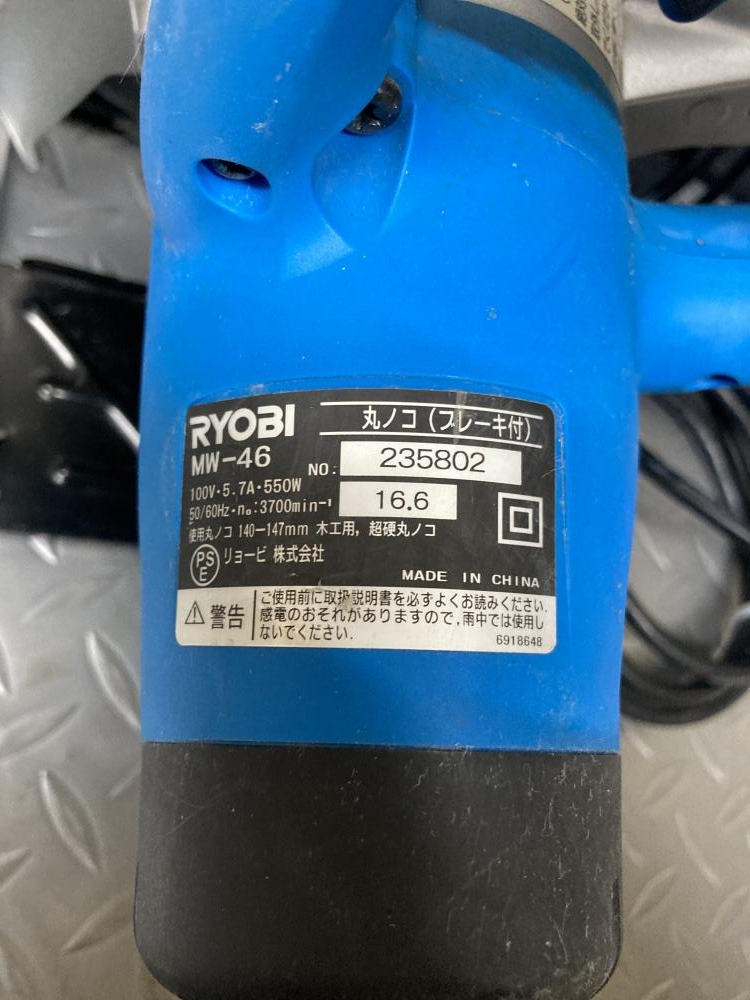 RYOBI
丸ノコ(ブレーキ付)
MW-46
NO:
235802
100V・5.7A・550W
50/60Hz・n₀:3700min⁻¹
16.6
使用丸ノコ 140-147mm 木工用, 超硬丸ノコ
PS
E
リョービ 株式会社
MADE IN CHINA
警告
ご使用前に取扱説明書を必ずよくお読みください.
感電のおそれがありますので, 雨中では使用し
ないでください.
6918648